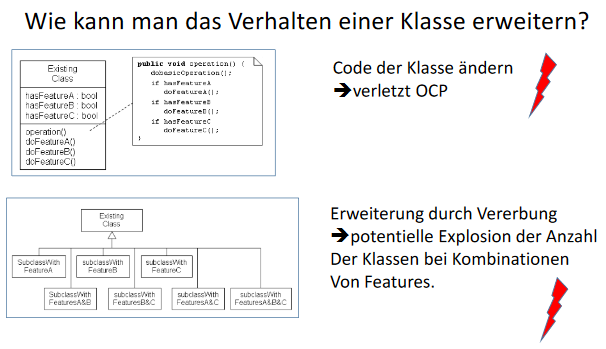 Wie kann man das Verhalten einer Klasse erweitern?
Existing
Class
hasFeatureA : bool
hasFeatureB : bool
hasFeatureC : bool
operation()
doFeatureA()
doFeatureB()
doFeatureC()
public void operation() {
dobasicOperation();
if hasFeatureA
doFeatureA();
if hasFeatureB
doFeatureB();
if hasFeatureC
doFeatureC();
}
Code der Klasse ändern
➔verletzt OCP
Existing
Class
SubclassWith
FeatureA
subclassWith
FeatureB
subclassWith
FeatureC
SubclassWith
FeaturesA&B
subclassWith
FeaturesB&C
subclassWith
FeaturesA&C
subclassWith
FeaturesA&B&C
Erweiterung durch Vererbung
➔potentielle Explosion der Anzahl
Der Klassen bei Kombinationen
Von Features.